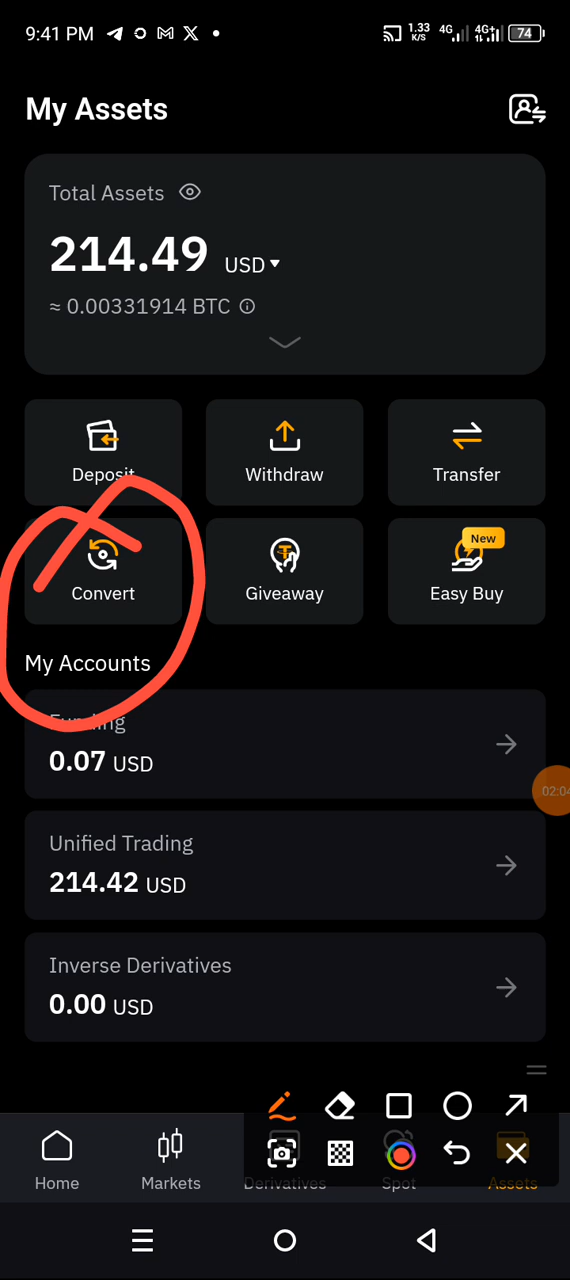 9:41 PM
1.33
K/S
4G
4G+
74
My Assets
Total Assets
214.49 USD
≈ 0.00331914 BTC
Deposit
Withdraw
Transfer
New
Convert
Giveaway
Easy Buy
My Accounts
Funding
0.07 USD
02:04
Unified Trading
214.42 USD
Inverse Derivatives
0.00 USD
Home
Markets
Derivatives
Spot
Assets